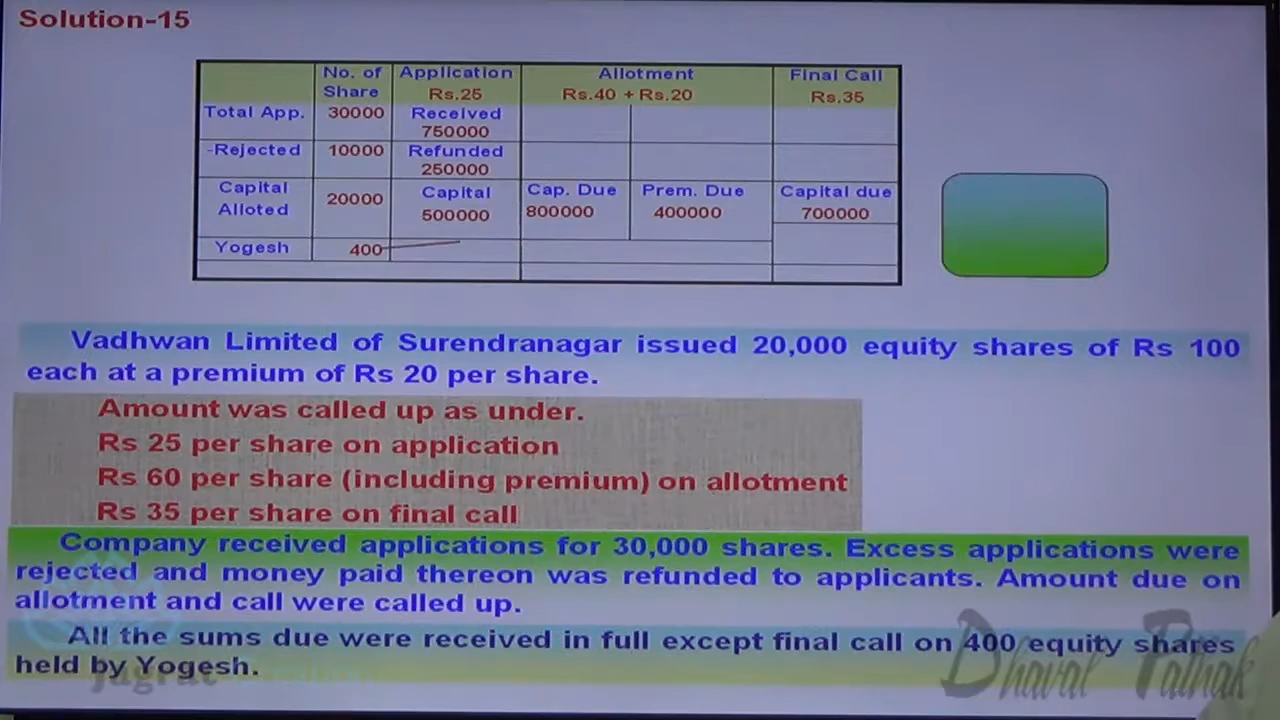 Solution-15
No. of Application Allotment Final Call
Share Rs.25 Rs.40 + Rs.20 Rs.35
Total App. 30000 Received
750000
-Rejected 10000 Refunded
250000
Capital Capital Cap. Due Prem. Due Capital due
Alloted 20000 500000 800000 400000 700000
Yogesh 400
Vadhwan Limited of Surendranagar issued 20,000 equity shares of Rs 100
each at a premium of Rs 20 per share.
Amount was called up as under.
Rs 25 per share on application
Rs 60 per share (including premium) on allotment
Rs 35 per share on final call
Company received applications for 30,000 shares. Excess applications were
rejected and money paid thereon was refunded to applicants. Amount due on
allotment and call were called up.
All the sums due were received in full except final call on 400 equity shares
held by Yogesh.
Dhaval Pathak